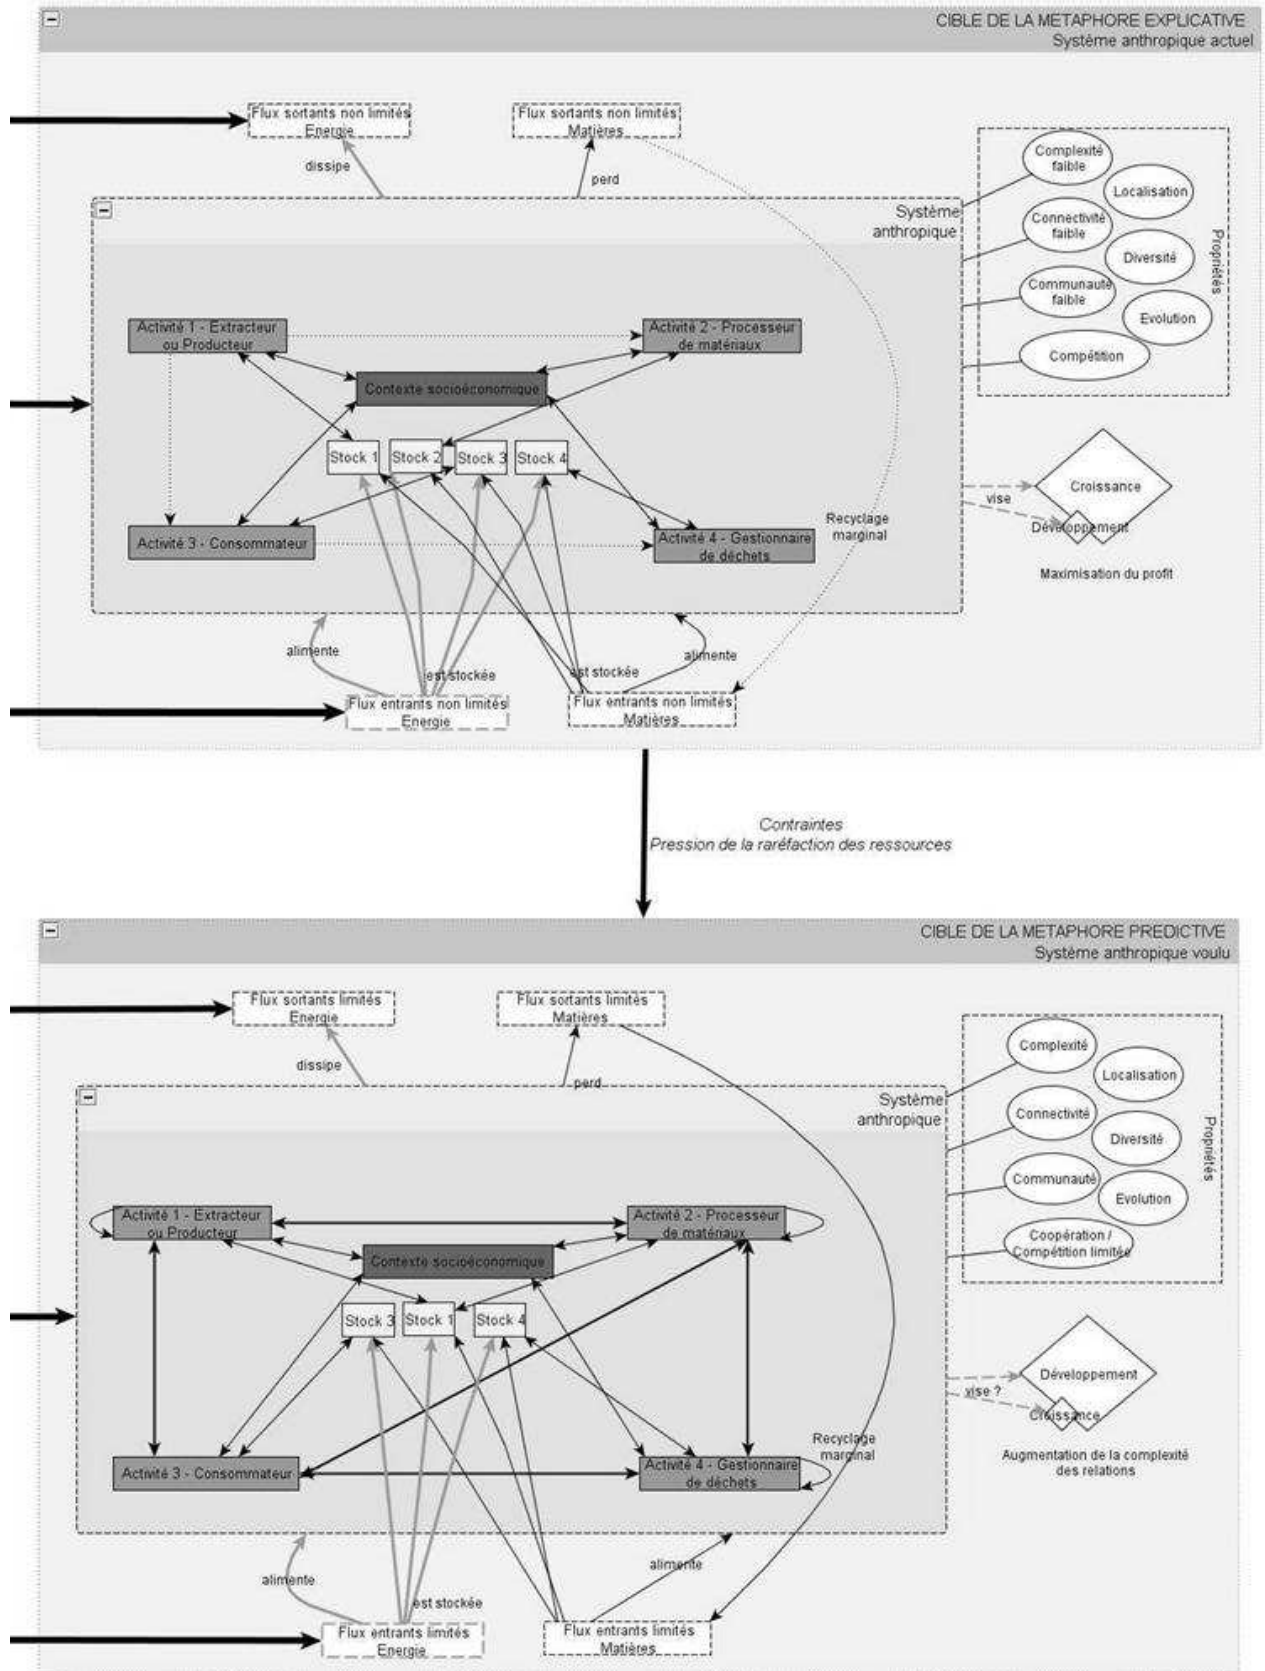 CIBLE DE LA METAPHORE EXPLICATIVE
Système anthropique actuel
Flux sortants non limités
Energie
Flux sortants non limités
Matières
dissipe
perd
Complexité
faible
Localisation
Connectivité
faible
Diversité
Communauté
faible
Evolution
Compétition
Propriétés
Système
anthropique
Activité 1 - Extracteur
ou Producteur
Activité 2 - Processeur
de matériaux
Contexte socioéconomique
Stock 1
Stock 2
Stock 3
Stock 4
Activité 3 - Consommateur
Activité 4 - Gestionnaire
de déchets
Recyclage
marginal
vise
Croissance
Développement
Maximisation du profit
alimente
est stockée
est stockée
alimente
Flux entrants non limités
Energie
Flux entrants non limités
Matières
Contraintes
Pression de la raréfaction des ressources
CIBLE DE LA METAPHORE PREDICTIVE
Système anthropique voulu
Flux sortants limités
Energie
Flux sortants limités
Matières
dissipe
perd
Complexité
Localisation
Connectivité
Diversité
Communauté
Evolution
Coopération /
Compétition limitée
Propriétés
Système
anthropique
Activité 1 - Extracteur
ou Producteur
Activité 2 - Processeur
de matériaux
Contexte socioéconomique
Stock 3
Stock 1
Stock 4
Activité 3 - Consommateur
Activité 4 - Gestionnaire
de déchets
Recyclage
marginal
vise ?
Développement
Croissance
Augmentation de la complexité
des relations
alimente
est stockée
alimente
Flux entrants limités
Energie
Flux entrants limités
Matières